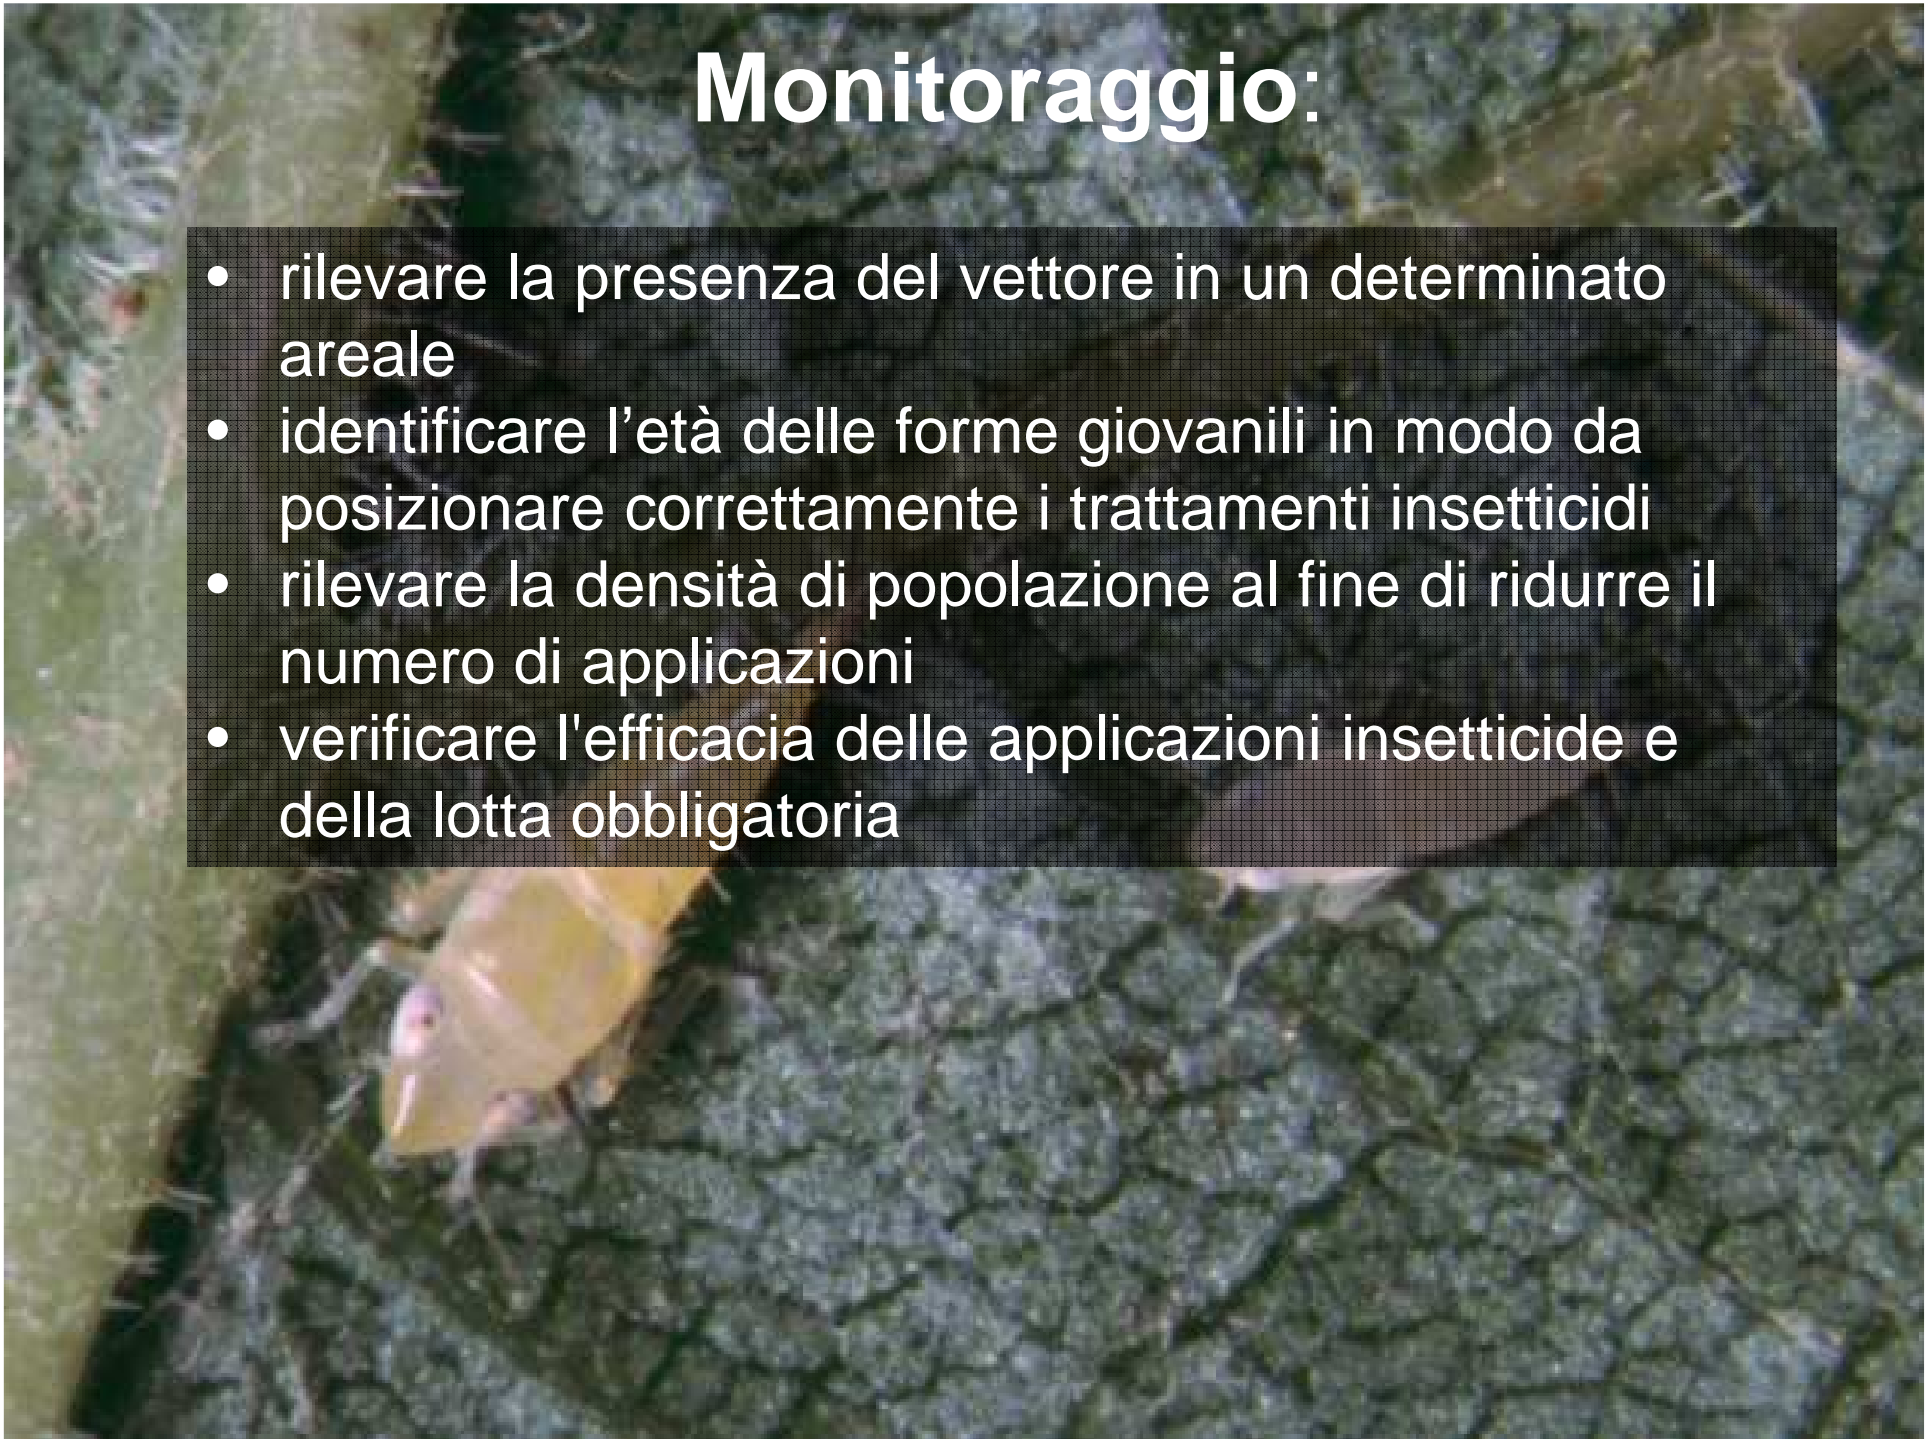 Monitoraggio:
• rilevare la presenza del vettore in un determinato
areale
• identificare l’età delle forme giovanili in modo da
posizionare correttamente i trattamenti insetticidi
• rilevare la densità di popolazione al fine di ridurre il
numero di applicazioni
• verificare l'efficacia delle applicazioni insetticide e
della lotta obbligatoria